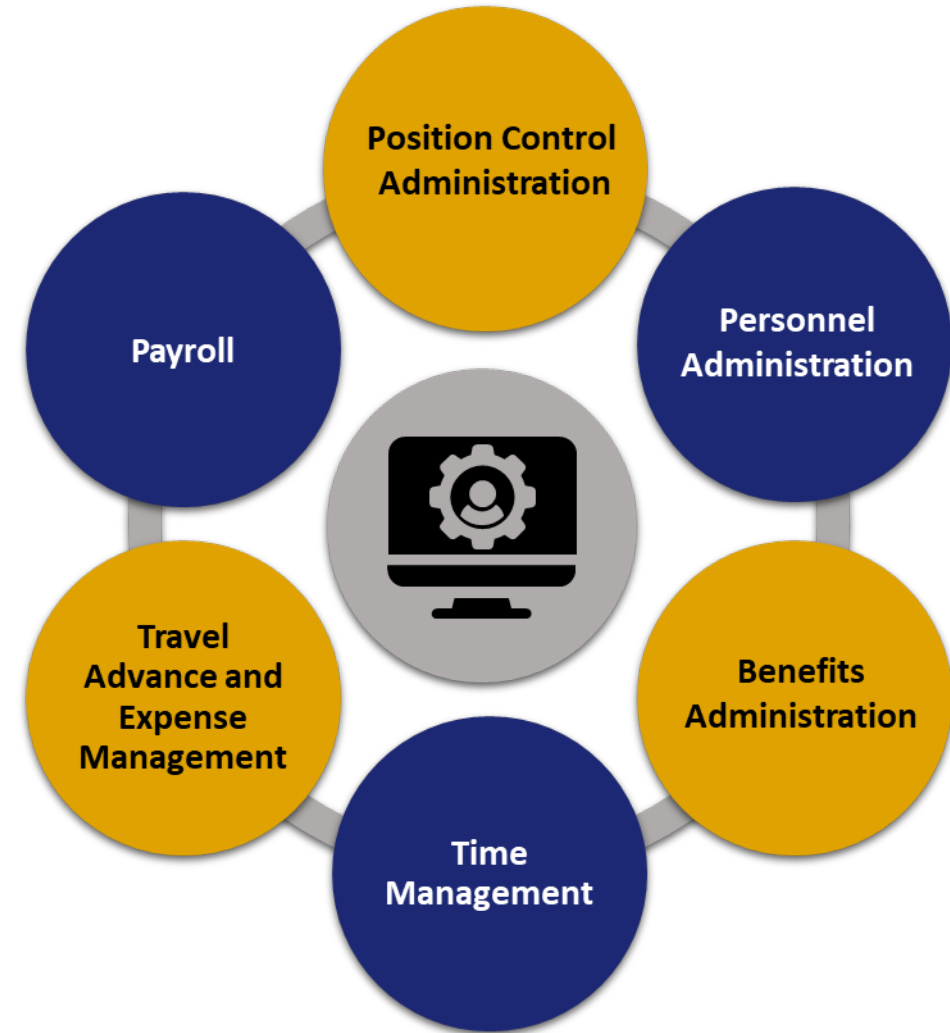 Position Control
Administration
Personnel
Administration
Benefits
Administration
Time
Management
Travel
Advance and
Expense
Management
Payroll